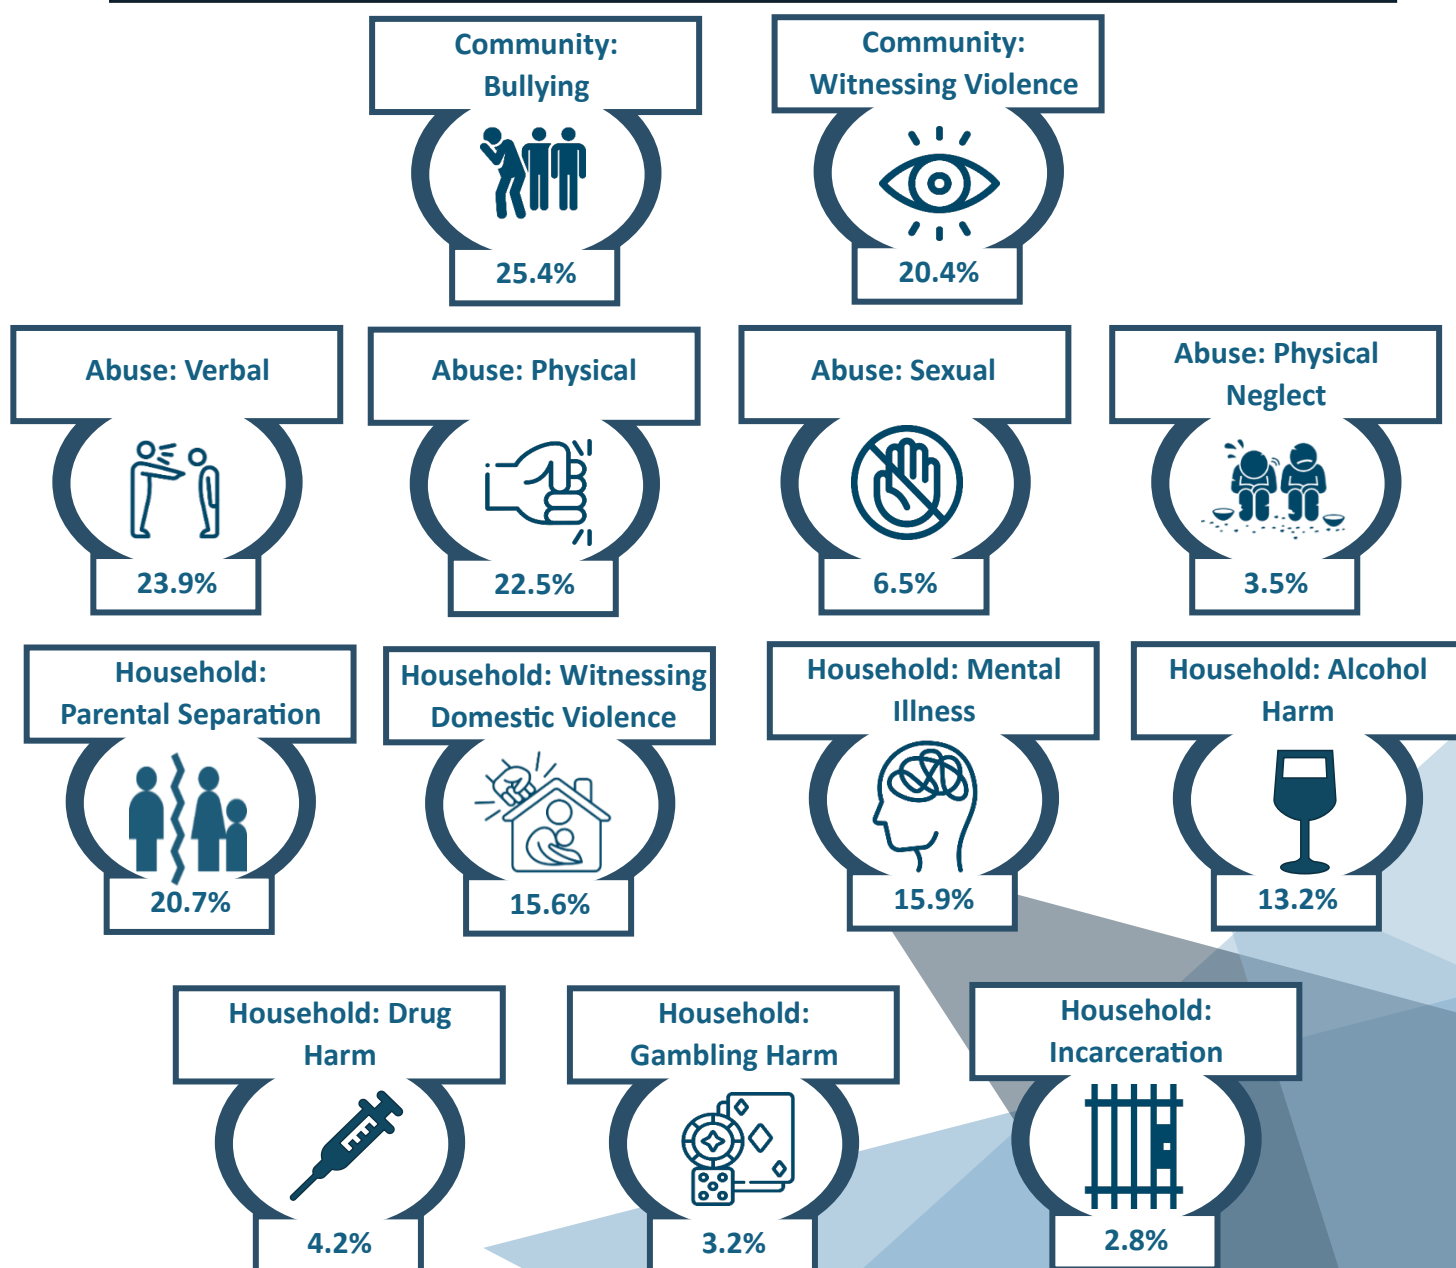 Community:
Bullying
25.4%
Community:
Witnessing Violence
20.4%
Abuse: Verbal
23.9%
Abuse: Physical
22.5%
Abuse: Sexual
6.5%
Abuse: Physical
Neglect
3.5%
Household:
Parental Separation
20.7%
Household: Witnessing
Domestic Violence
15.6%
Household: Mental
Illness
15.9%
Household: Alcohol
Harm
13.2%
Household: Drug
Harm
4.2%
Household:
Gambling Harm
3.2%
Household:
Incarceration
2.8%